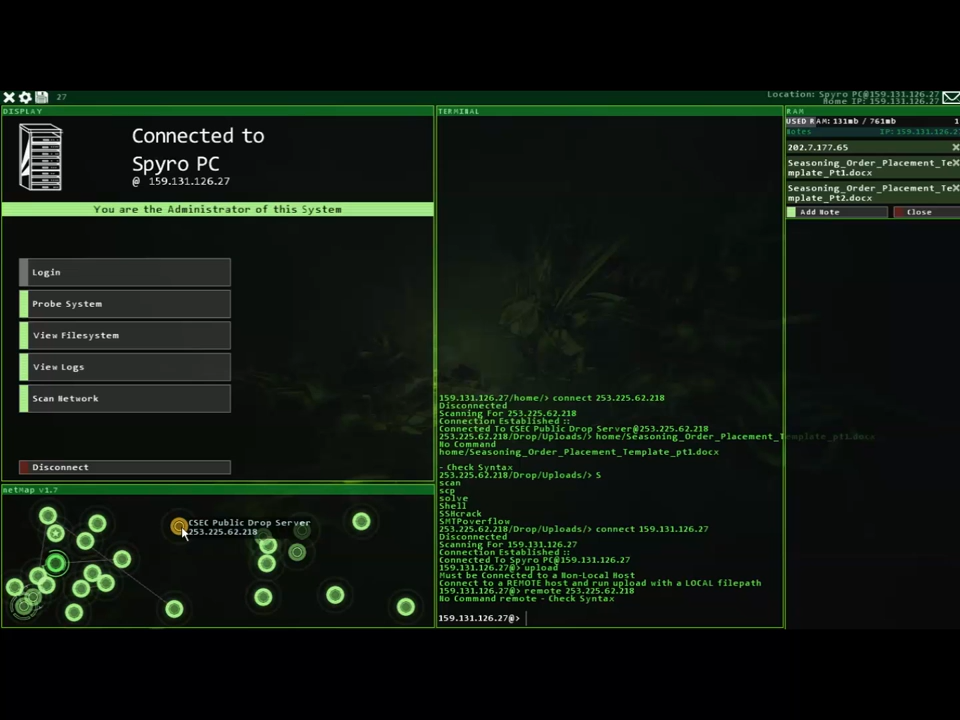 27
Location: Spyro PC@159.131.126.27
Home IP: 159.131.126.27
DISPLAY
Connected to
Spyro PC
@ 159.131.126.27
You are the Administrator of this System
Login
Probe System
View Filesystem
View Logs
Scan Network
Disconnect
netMap v1.7
CSEC Public Drop Server
253.225.62.218
TERMINAL
159.131.126.27/home/> connect 253.225.62.218
Disconnected
Scanning For 253.225.62.218
Connection Established ::
Connected To CSEC Public Drop Server@253.225.62.218
253.225.62.218/Drop/Uploads/> home/Seasoning_Order_Placement_Template_pt1.docx
No Command
home/Seasoning_Order_Placement_Template_pt1.docx
- Check Syntax
253.225.62.218/Drop/Uploads/> S
scan
scp
solve
Shell
SSHcrack
SMTPoverflow
253.225.62.218/Drop/Uploads/> connect 159.131.126.27
Disconnected
Scanning For 159.131.126.27
Connection Established ::
Connected To Spyro PC@159.131.126.27
159.131.126.27@> upload
Must be Connected to a Non-Local Host
Connect to a REMOTE host and run upload with a LOCAL filepath
159.131.126.27@> remote 253.225.62.218
No Command remote - Check Syntax
159.131.126.27@>
RAM
USED RAM: 131mb / 761mb 1
Notes IP: 159.131.126.2
202.7.177.65
Seasoning_Order_Placement_Te
mplate_Pt1.docx
Seasoning_Order_Placement_Te
mplate_Pt2.docx
Add Note
Close